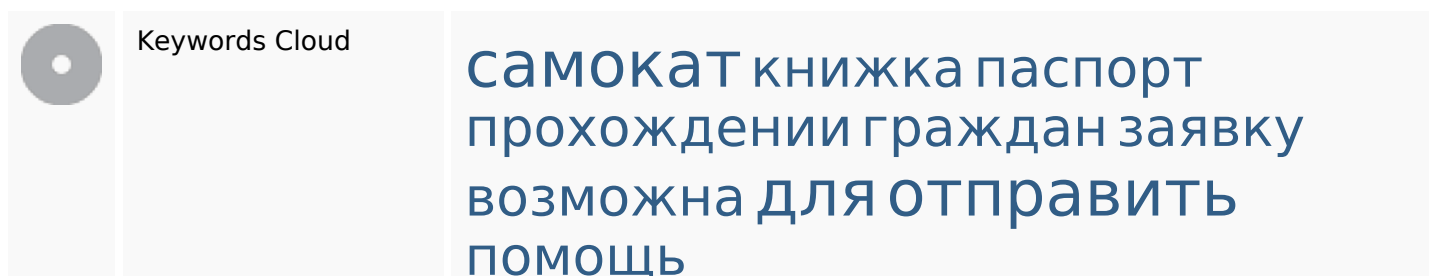 Keywords Cloud
самокат книжка паспорт
прохождении граждан заявку
возможна для отправить
помощь